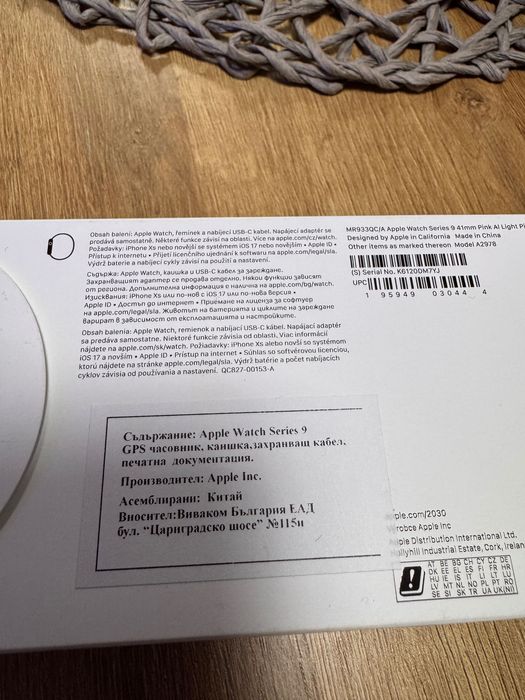 Obsah balení: Apple Watch, řemínek a nabíjecí USB-C kabel. Napájecí adaptér se
prodává samostatně. Některé funkce závisí na oblasti. Více na apple.com/cz/watch.
Požadavky: iPhone Xs nebo novější se systémem iOS 17 nebo novějším • Apple ID •
Přístup k internetu • Přijetí licenčního ujednání k softwaru na apple.com/legal/sla.
Výdrž baterie a nabíjecí cykly závisí na používání a nastavení.
Съдържа: Apple Watch, каишка и USB-C кабел за зареждане.
Захранващият адаптер се продава отделно. Някои функции зависят
от региона. Допълнителна информация е налична на apple.com/bg/watch.
Изисквания: iPhone Xs или по-нов с iOS 17 или по-нова версия •
Apple ID • Достъп до интернет • Приемане на лиценза за софтуер
на apple.com/legal/sla. Животът на батерията и циклите на зареждане
варират в зависимост от експлоатацията и настройките.
Obsah balenia: Apple Watch, remienok a nabíjací USB-C kábel. Napájací adaptér
sa predáva samostatne. Niektoré funkcie závisia od oblasti. Viac informácií
nájdete na apple.com/sk/watch. Požiadavky: iPhone Xs alebo novší so systémom
iOS 17 a novším • Apple ID • Prístup na internet • Súhlas so softvérovou licenciou,
ktorú nájdete na stránke apple.com/legal/sla. Výdrž batérie a počet nabíjacích
cyklov závisia od používania a nastavení. QC827-00153-A
MR933QC/A Apple Watch Series 9 41mm Pink Al Light Pi
Designed by Apple in California Made in China
Other items as marked thereon Model A2978
(S) Serial No. K6120DM7YJ
UPC
1 95949 03044 4
Съдържание: Apple Watch Series 9
GPS часовник, каишка,захранващ кабел,
печатна документация.
Производител: Apple Inc.
Асемблирани: Китай
Вносител:Виваком България ЕАД
бул. “Цариградско шосе” №115и
ple.com/2030
robce Apple Inc
ple Distribution International Ltd.
llyhill Industrial Estate, Cork, Irelan
AT BE BG CH CY CZ DE
DK EE EL ES FI FR HR
HU IE IS IT LI LT LU
LV MT NL NO PL PT RO
SE SI SK TR UA UK(NI)